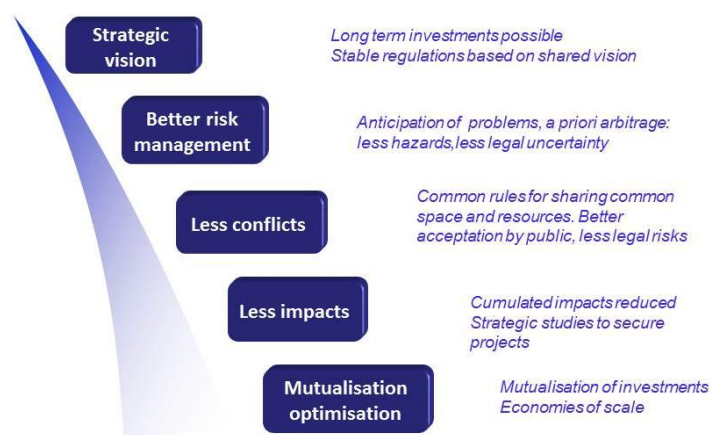 Strategic
vision
Long term investments possible
Stable regulations based on shared vision
Better risk
management
Anticipation of problems, a priori arbitrage:
less hazards,less legal uncertainty
Less conflicts
Common rules for sharing common
space and resources. Better
acceptation by public, less legal risks
Less impacts
Cumulated impacts reduced
Strategic studies to secure
projects
Mutualisation
optimisation
Mutualisation of investments
Economies of scale